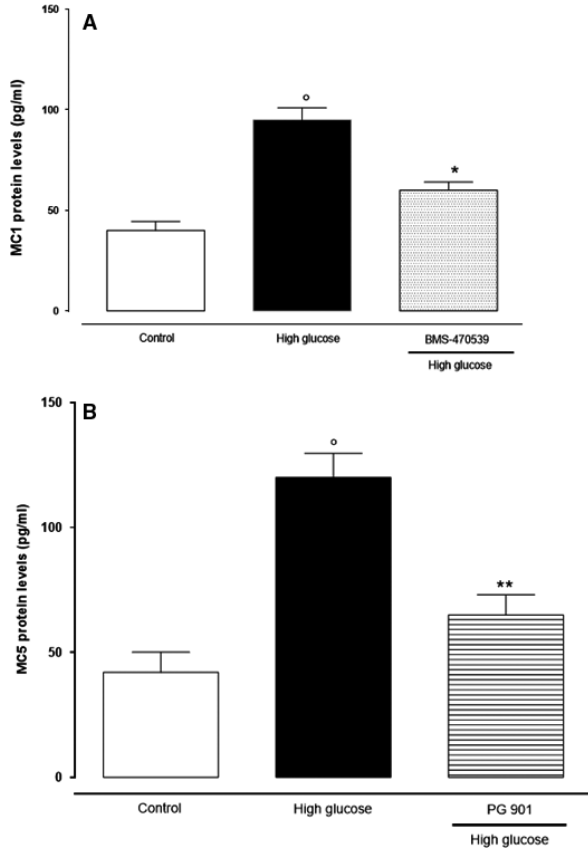 A
MC1 protein levels (pg/ml)
150
100
50
0
°
*
Control High glucose BMS-470539
High glucose
B
MC5 protein levels (pg/ml)
150
100
50
0
°
**
Control High glucose PG 901
High glucose